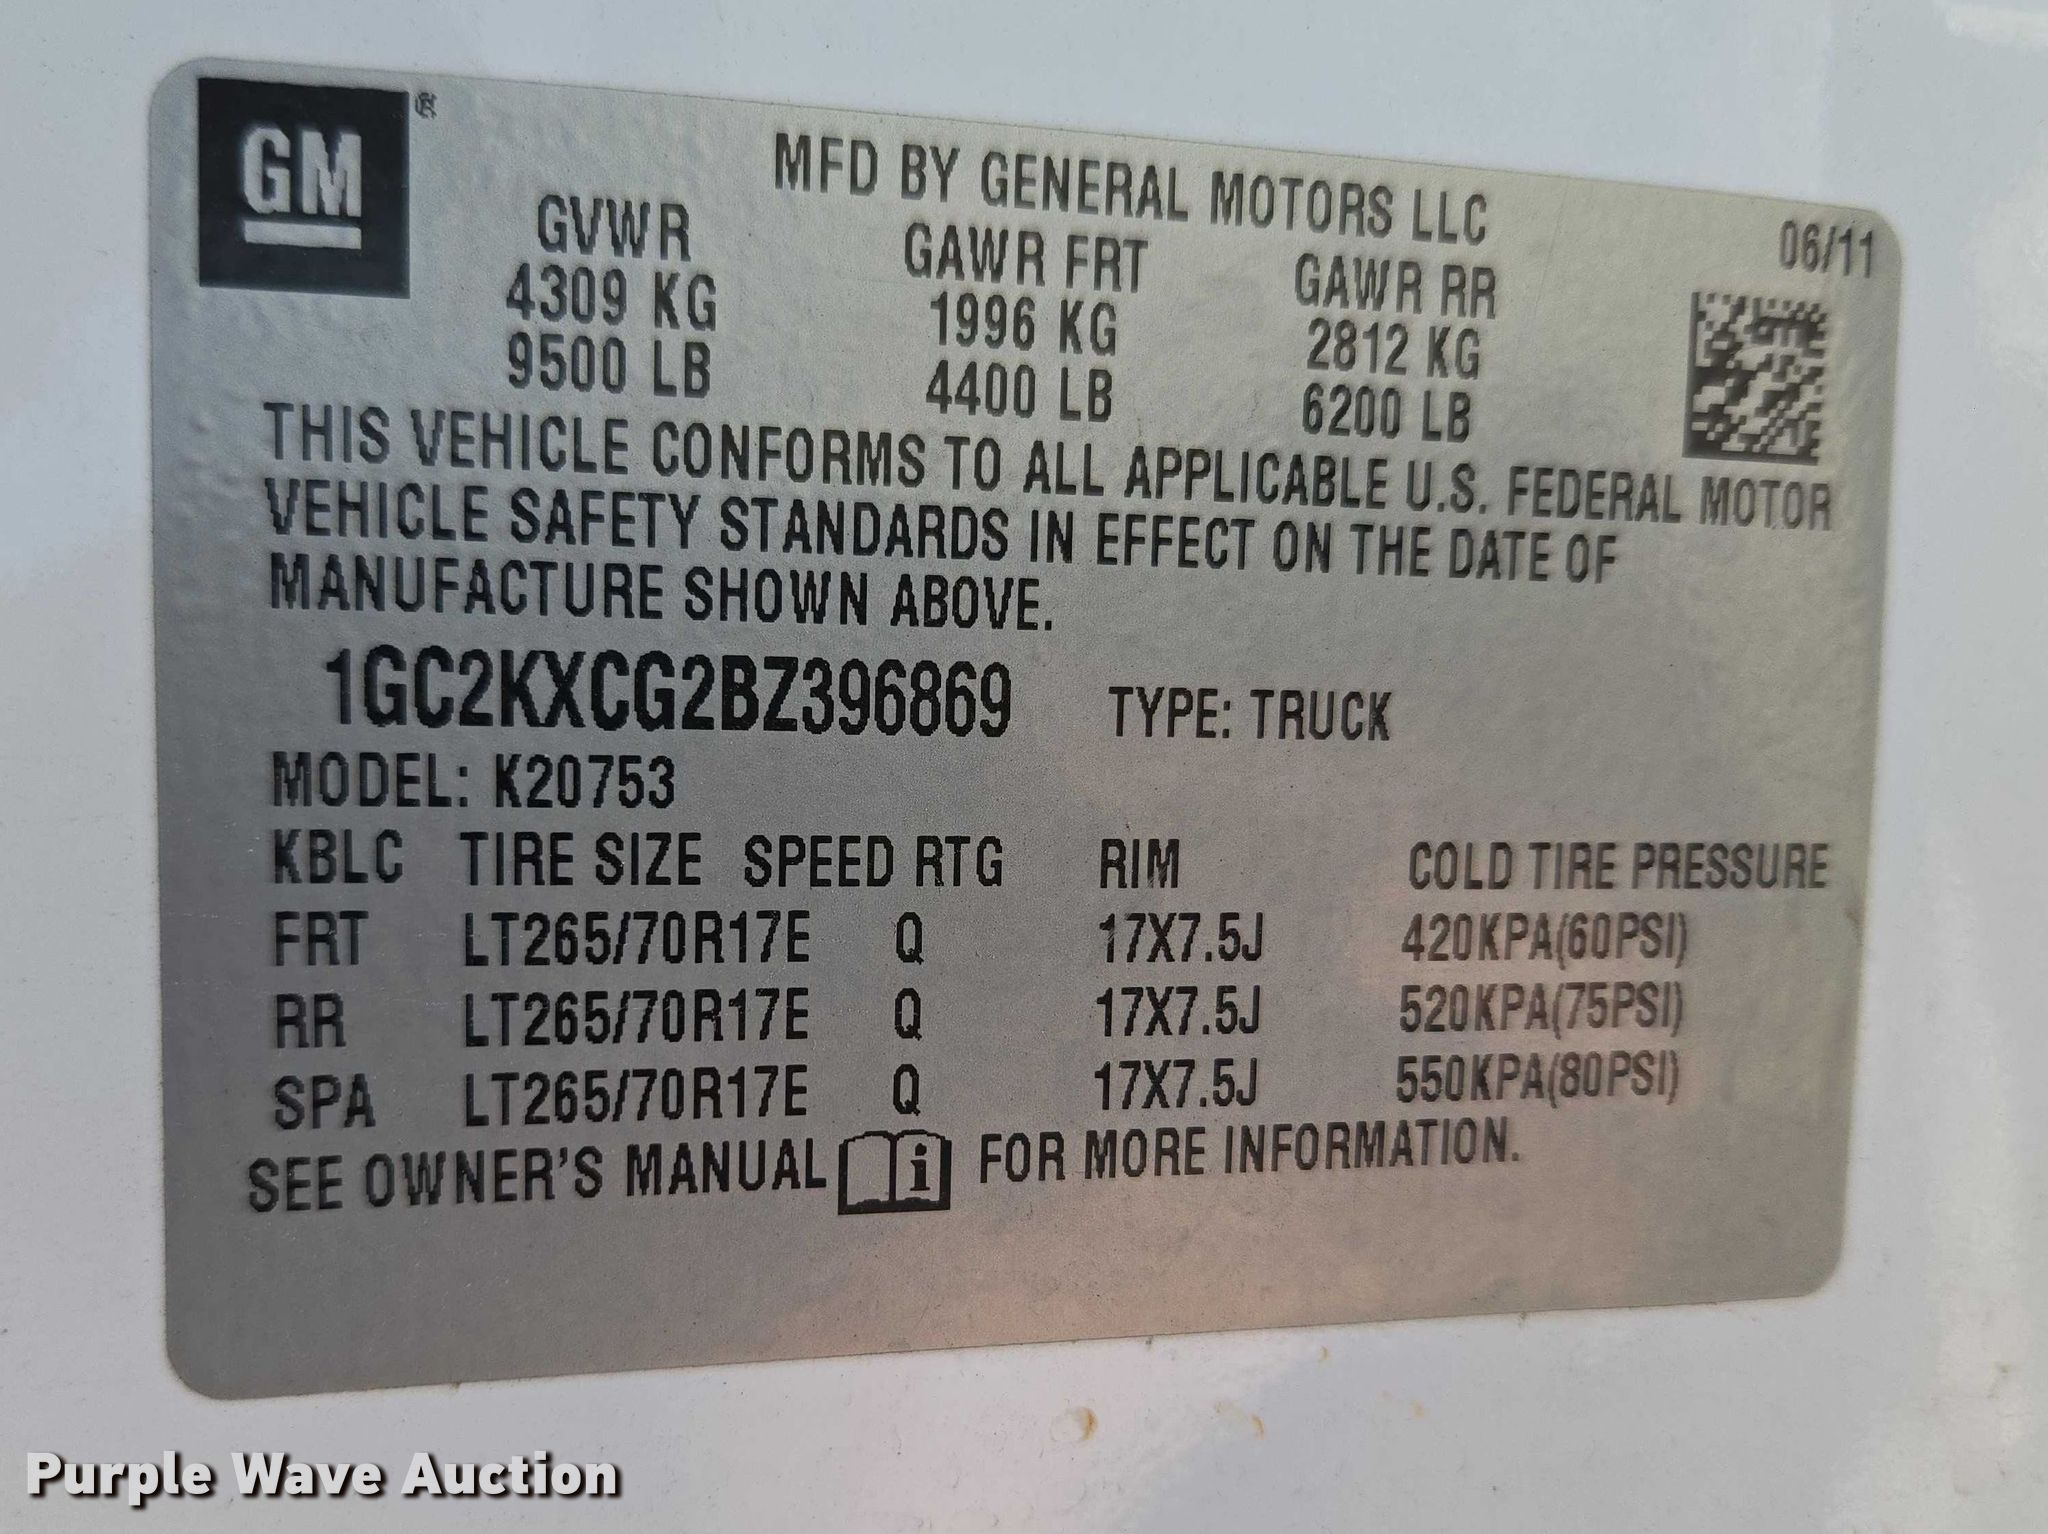 GM ®
MFD BY GENERAL MOTORS LLC
06/11
GVWR GAWR FRT GAWR RR
4309 KG 1996 KG 2812 KG
9500 LB 4400 LB 6200 LB
THIS VEHICLE CONFORMS TO ALL APPLICABLE U.S. FEDERAL MOTOR
VEHICLE SAFETY STANDARDS IN EFFECT ON THE DATE OF
MANUFACTURE SHOWN ABOVE.
1GC2KXCG2BZ396869 TYPE: TRUCK
MODEL: K20753
KBLC TIRE SIZE SPEED RTG RIM COLD TIRE PRESSURE
FRT LT265/70R17E Q 17X7.5J 420KPA(60PSI)
RR LT265/70R17E Q 17X7.5J 520KPA(75PSI)
SPA LT265/70R17E Q 17X7.5J 550KPA(80PSI)
SEE OWNER'S MANUAL i FOR MORE INFORMATION.
Purple Wave Auction